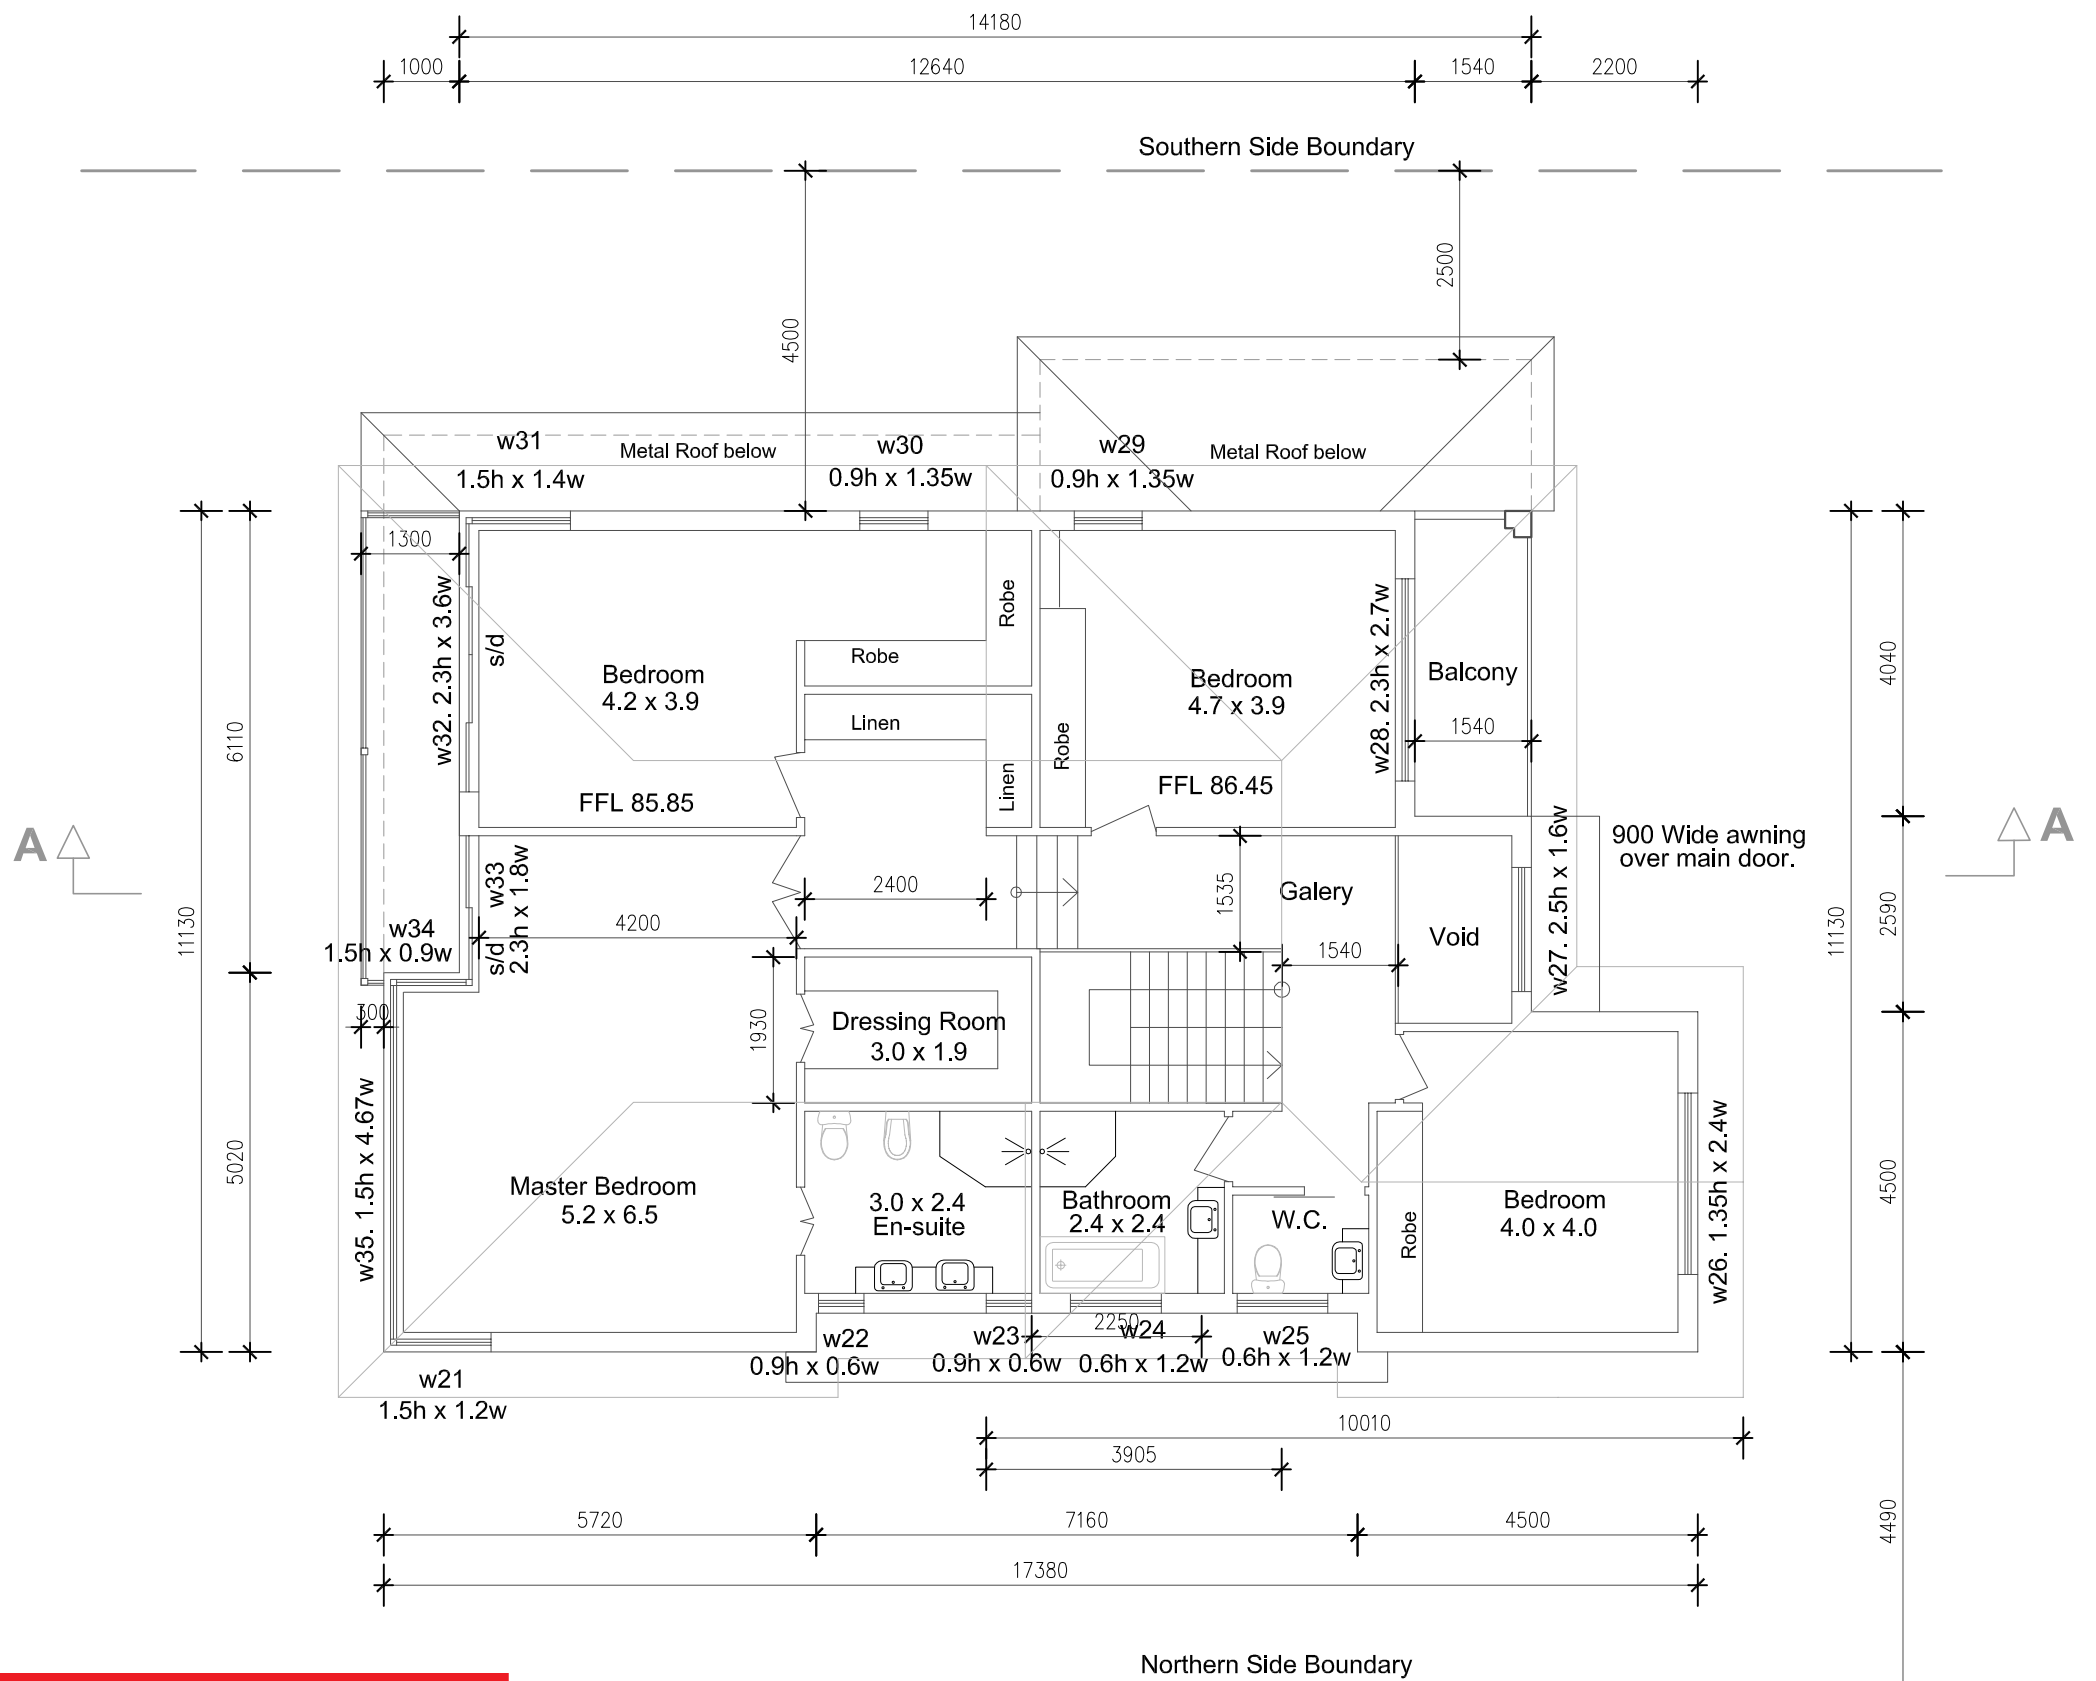 14180
1000
12640
1540
2200
Southern Side Boundary
2500
4500
w31
1.5h x 1.4w
Metal Roof below
w30
0.9h x 1.35w
w29
0.9h x 1.35w
Metal Roof below
1300
w32. 2.3h x 3.6w
s/d
Robe
Robe
Bedroom
4.2 x 3.9
Linen
Linen
Robe
Bedroom
4.7 x 3.9
w28. 2.3h x 2.7w
Balcony
1540
4040
6110
11130
FFL 85.85
FFL 86.45
A
A
900 Wide awning
over main door.
w33
2.3h x 1.8w
s/d
2400
1535
Galery
w27. 2.5h x 1.6w
2590
11130
w34
1.5h x 0.9w
4200
1540
Void
300
1930
Dressing Room
3.0 x 1.9
w35. 1.5h x 4.67w
5020
Master Bedroom
5.2 x 6.5
3.0 x 2.4
En-suite
Bathroom
2.4 x 2.4
W.C.
Robe
Bedroom
4.0 x 4.0
w26. 1.35h x 2.4w
4500
w22
0.9h x 0.6w
w23
0.9h x 0.6w
2250
w24
0.6h x 1.2w
w25
0.6h x 1.2w
w21
1.5h x 1.2w
10010
3905
5720
7160
4500
4490
17380
Northern Side Boundary